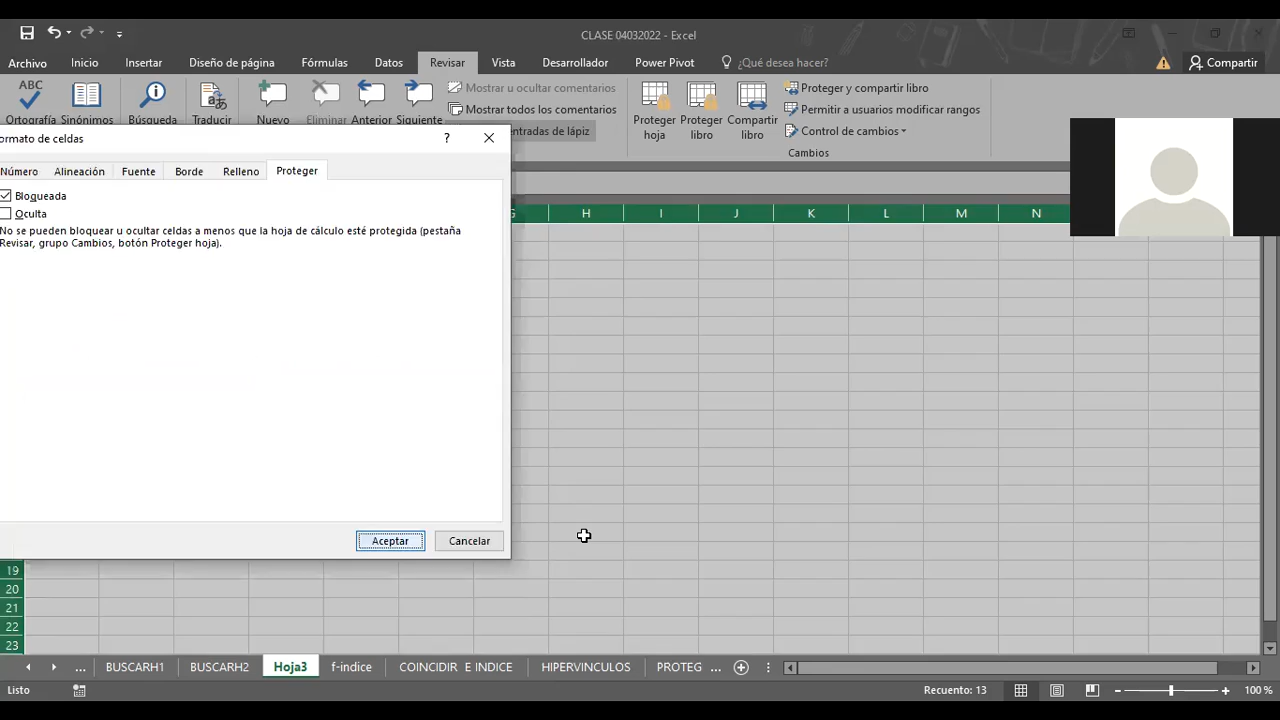 CLASE 04032022 - Excel
Archivo Inicio Insertar Diseño de página Fórmulas Datos Revisar Vista Desarrollador Power Pivot ¿Qué desea hacer? Compartir
ABC
Ortografía Sinónimos Búsqueda Traducir Nuevo Eliminar Anterior Siguiente
Mostrar u ocultar comentarios
Mostrar todos los comentarios
entradas de lápiz
Proteger hoja
Proteger libro
Compartir libro
Proteger y compartir libro
Permitir a usuarios modificar rangos
Control de cambios
Cambios
ormato de celdas ?
Número Alineación Fuente Borde Relleno Proteger
Bloqueada
Oculta
No se pueden bloquear u ocultar celdas a menos que la hoja de cálculo esté protegida (pestaña
Revisar, grupo Cambios, botón Proteger hoja).
Aceptar Cancelar
G H I J K L M N
19
20
21
22
23
... BUSCARH1 BUSCARH2 Hoja3 f-indice COINCIDIR E INDICE HIPERVINCULOS PROTEG ...
Listo Recuento: 13 100 %